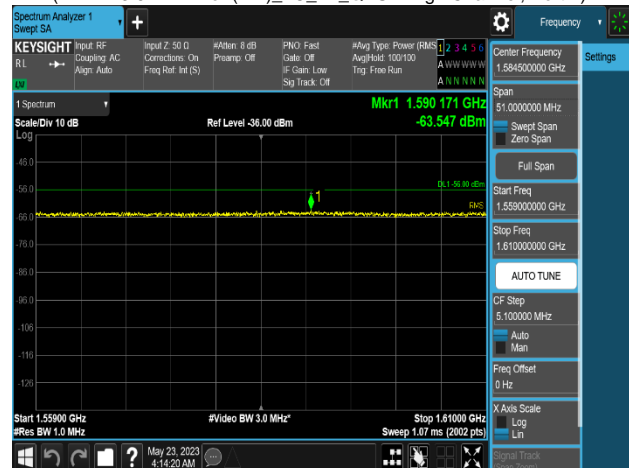 Spectrum Analyzer 1
Swept SA
Frequency
KEYSIGHT
RL
Input: RF
Coupling: AC
Align: Auto
Input Z: 50 Ω
Corrections: On
Freq Ref: Int (S)
#Atten: 8 dB
Preamp: Off
PNO: Fast
Gate: Off
IF Gain: Low
Sig Track: Off
#Avg Type: Power (RMS
Avg|Hold: 100/100
Trig: Free Run
1 2 3 4 5 6
A W W W W W
A N N N N N
LXI
1 Spectrum
Mkr1 1.590 171 GHz
Scale/Div 10 dB
Ref Level -36.00 dBm
-63.547 dBm
Log
-46.0
-56.0
DL1 -56.00 dBm
1
RMS
-66.0
-76.0
-86.0
-96.0
-106
-116
-126
Start 1.55900 GHz
#Video BW 3.0 MHz*
Stop 1.61000 GHz
#Res BW 1.0 MHz
Sweep 1.07 ms (2002 pts)
May 23, 2023
4:14:20 AM
Center Frequency
1.584500000 GHz
Settings
Span
51.0000000 MHz
Swept Span
Zero Span
Full Span
Start Freq
1.559000000 GHz
Stop Freq
1.610000000 GHz
AUTO TUNE
CF Step
5.100000 MHz
Auto
Man
Freq Offset
0 Hz
X Axis Scale
Log
Lin
Signal Track
(Span Zoom)